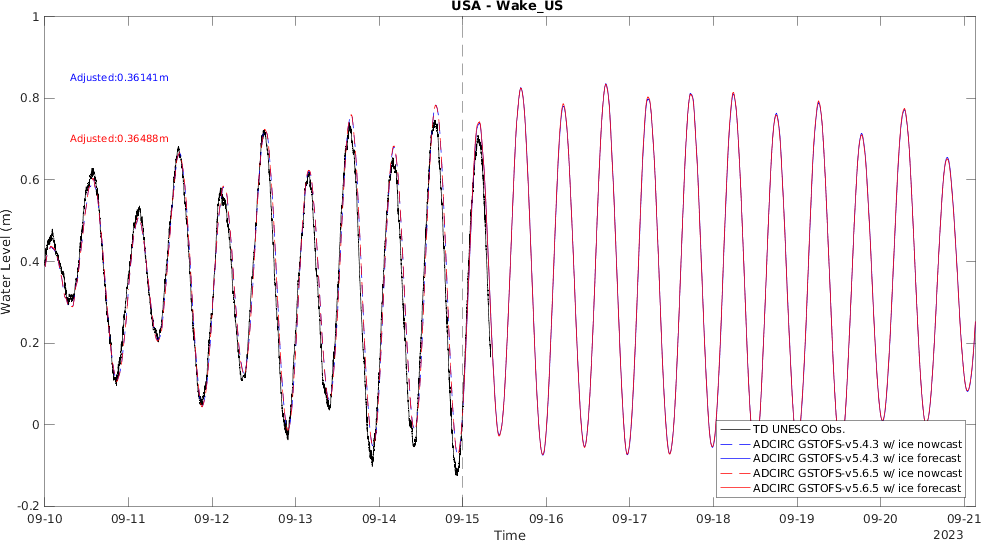 USA - Wake_US
1
0.8
0.6
0.4
0.2
0
-0.2
Water Level (m)
Adjusted:0.36141m
Adjusted:0.36488m
TD UNESCO Obs.
ADCIRC GSTOFS-v5.4.3 w/ ice nowcast
ADCIRC GSTOFS-v5.4.3 w/ ice forecast
ADCIRC GSTOFS-v5.6.5 w/ ice nowcast
ADCIRC GSTOFS-v5.6.5 w/ ice forecast
09-10 09-11 09-12 09-13 09-14 09-15 09-16 09-17 09-18 09-19 09-20 09-21
Time
2023